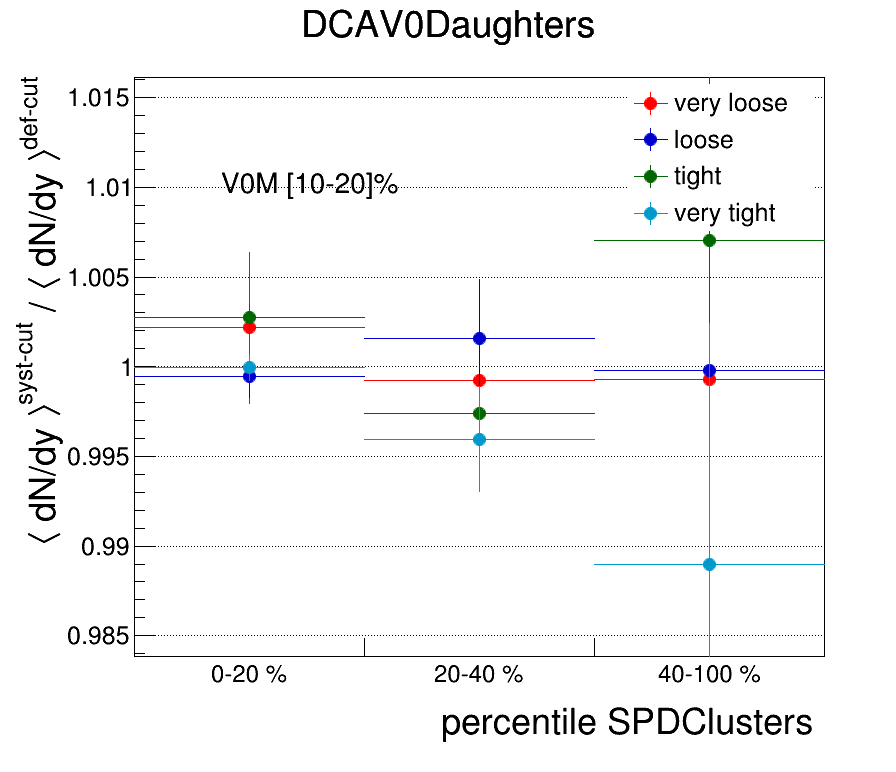 DCAV0Daughters
⟨ dN/dy ⟩^syst-cut / ⟨ dN/dy ⟩^def-cut
1.015
1.01
1.005
1
0.995
0.99
0.985
V0M [10-20]%
very loose
loose
tight
very tight
0-20 %
20-40 %
40-100 %
percentile SPDClusters